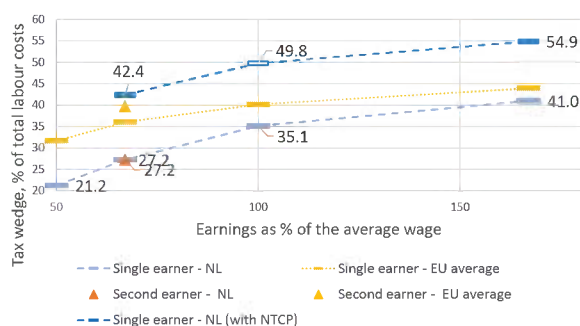 Tax wedge, % of total labour costs
60
55
50
45
40
35
30
25
20
50
100
150
42.4
49.8
54.9
41.0
35.1
27.2
27.2
21.2
Earnings as % of the average wage
Single earner - NL
Single earner - EU average
Second earner -  NL
Second earner -  EU average
Single earner - NL (with NTCP)